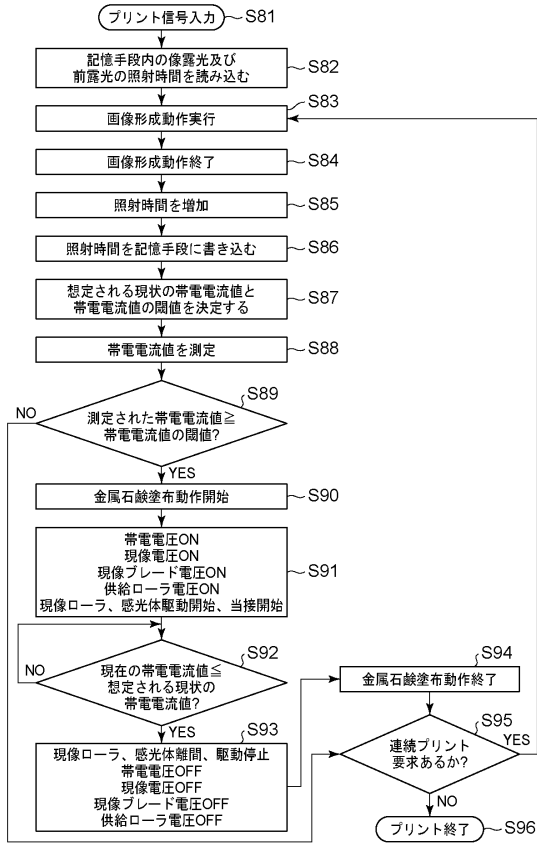 プリント信号入力
S81
記憶手段内の像露光及び
前露光の照射時間を読み込む
S82
S83
画像形成動作実行
画像形成動作終了
S84
照射時間を増加
S85
照射時間を記憶手段に書き込む
S86
想定される現状の帯電電流値と
帯電電流値の閾値を決定する
S87
帯電電流値を測定
S88
S89
NO
測定された帯電電流値≧
帯電電流値の閾値?
YES
金属石鹸塗布動作開始
S90
帯電電圧ON
現像電圧ON
現像ブレード電圧ON
供給ローラ電圧ON
現像ローラ、感光体駆動開始、当接開始
S91
S92
NO
現在の帯電電流値≦
想定される現状の
帯電電流値?
YES
S93
現像ローラ、感光体離間、駆動停止
帯電電圧OFF
現像電圧OFF
現像ブレード電圧OFF
供給ローラ電圧OFF
S94
金属石鹸塗布動作終了
S95
連続プリント
要求あるか?
YES
NO
プリント終了
S96